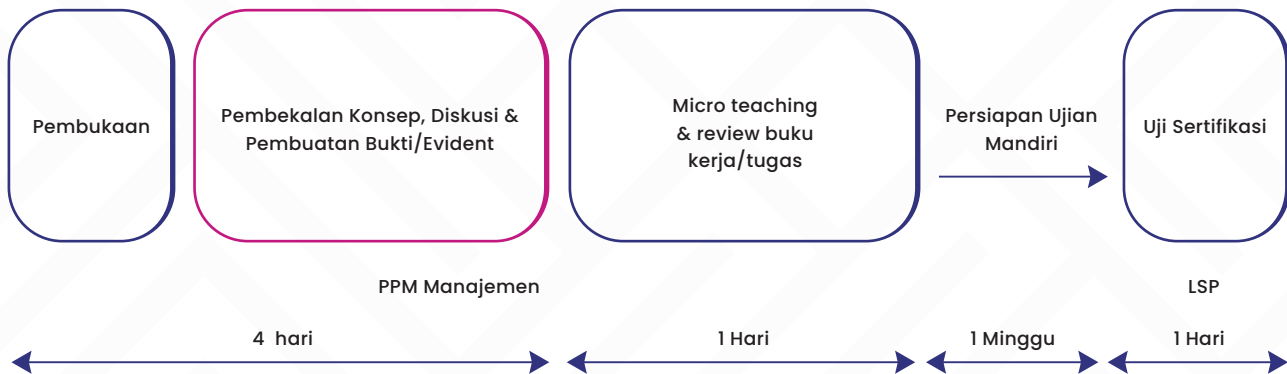 Pembukaan
Pembekalan Konsep, Diskusi &
Pembuatan Bukti/Evident
Micro teaching
& review buku
kerja/tugas
Persiapan Ujian
Mandiri
Uji Sertifikasi
PPM Manajemen
LSP
4 hari
1 Hari
1 Minggu
1 Hari